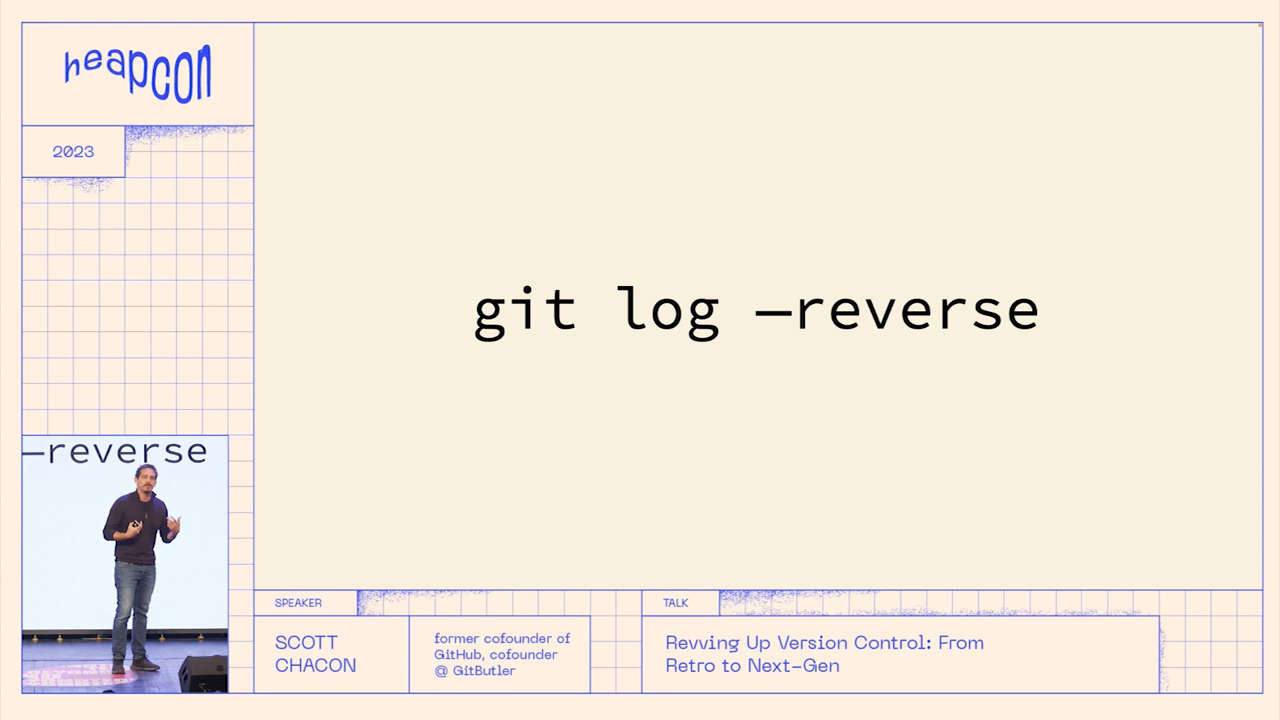 heapcon
2023
git log —reverse
—reverse
SPEAKER
SCOTT
CHACON
former cofounder of
GitHub, cofounder
@ GitButler
TALK
Revving Up Version Control: From
Retro to Next-Gen